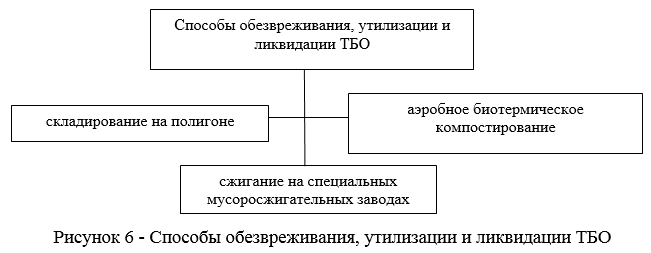 Способы обезвреживания, утилизации и
ликвидации ТБО
складирование на полигоне
аэробное биотермическое
компостирование
сжигание на специальных
мусоросжигательных заводах
Рисунок 6 - Способы обезвреживания, утилизации и ликвидации ТБО